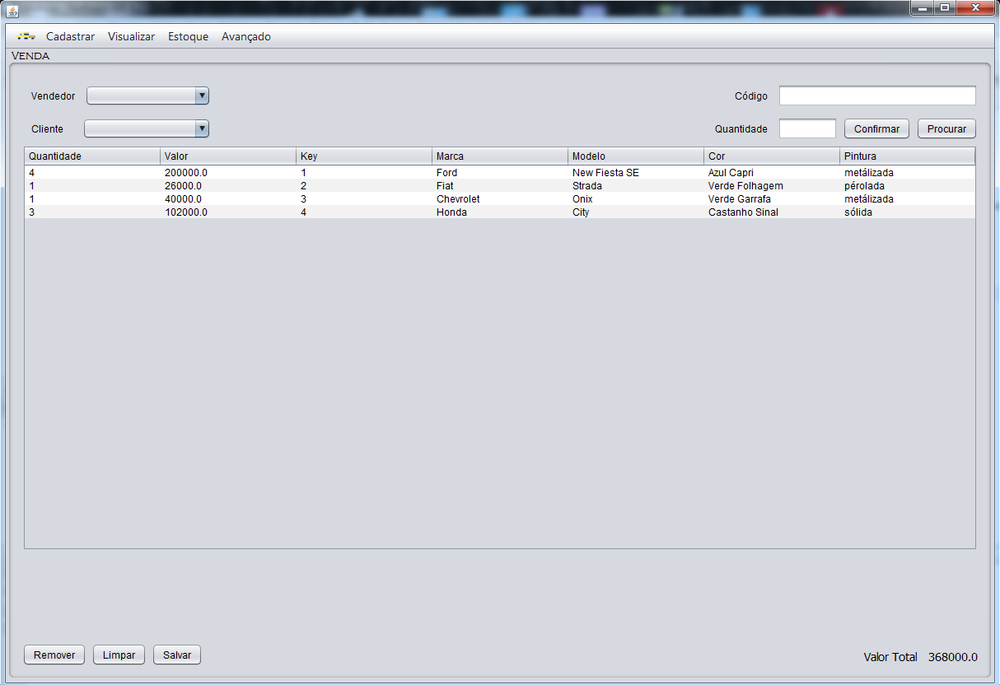 Cadastrar Visualizar Estoque Avançado
VENDA
Vendedor Código
Cliente Quantidade Confirmar Procurar
Quantidade Valor Key Marca Modelo Cor Pintura
4 200000.0 1 Ford New Fiesta SE Azul Capri metálizada
1 26000.0 2 Fiat Strada Verde Folhagem pérolada
1 40000.0 3 Chevrolet Onix Verde Garrafa metálizada
3 102000.0 4 Honda City Castanho Sinal sólida
Remover Limpar Salvar Valor Total 368000.0